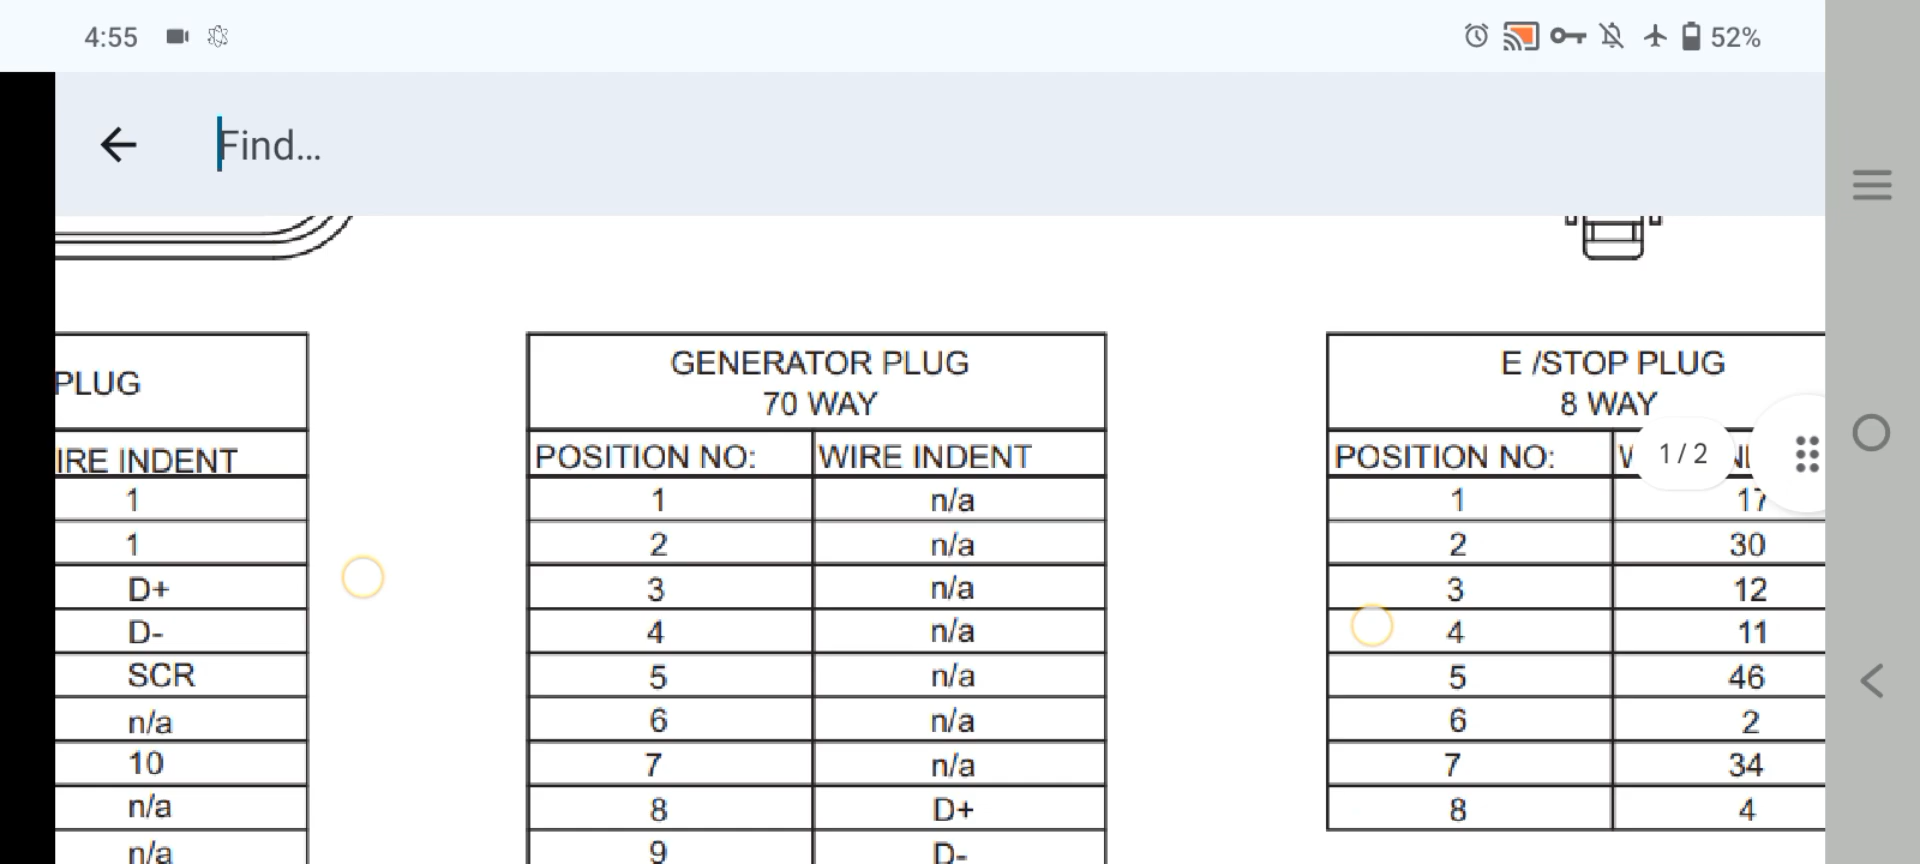 4:55
52%
Find...
PLUG
IRE INDENT
1
1
D+
D-
SCR
n/a
10
n/a
n/a
GENERATOR PLUG
70 WAY
POSITION NO: WIRE INDENT
1 n/a
2 n/a
3 n/a
4 n/a
5 n/a
6 n/a
7 n/a
8 D+
9 D-
E /STOP PLUG
8 WAY
POSITION NO:
1 / 2
1 17
2 30
3 12
4 11
5 46
6 2
7 34
8 4